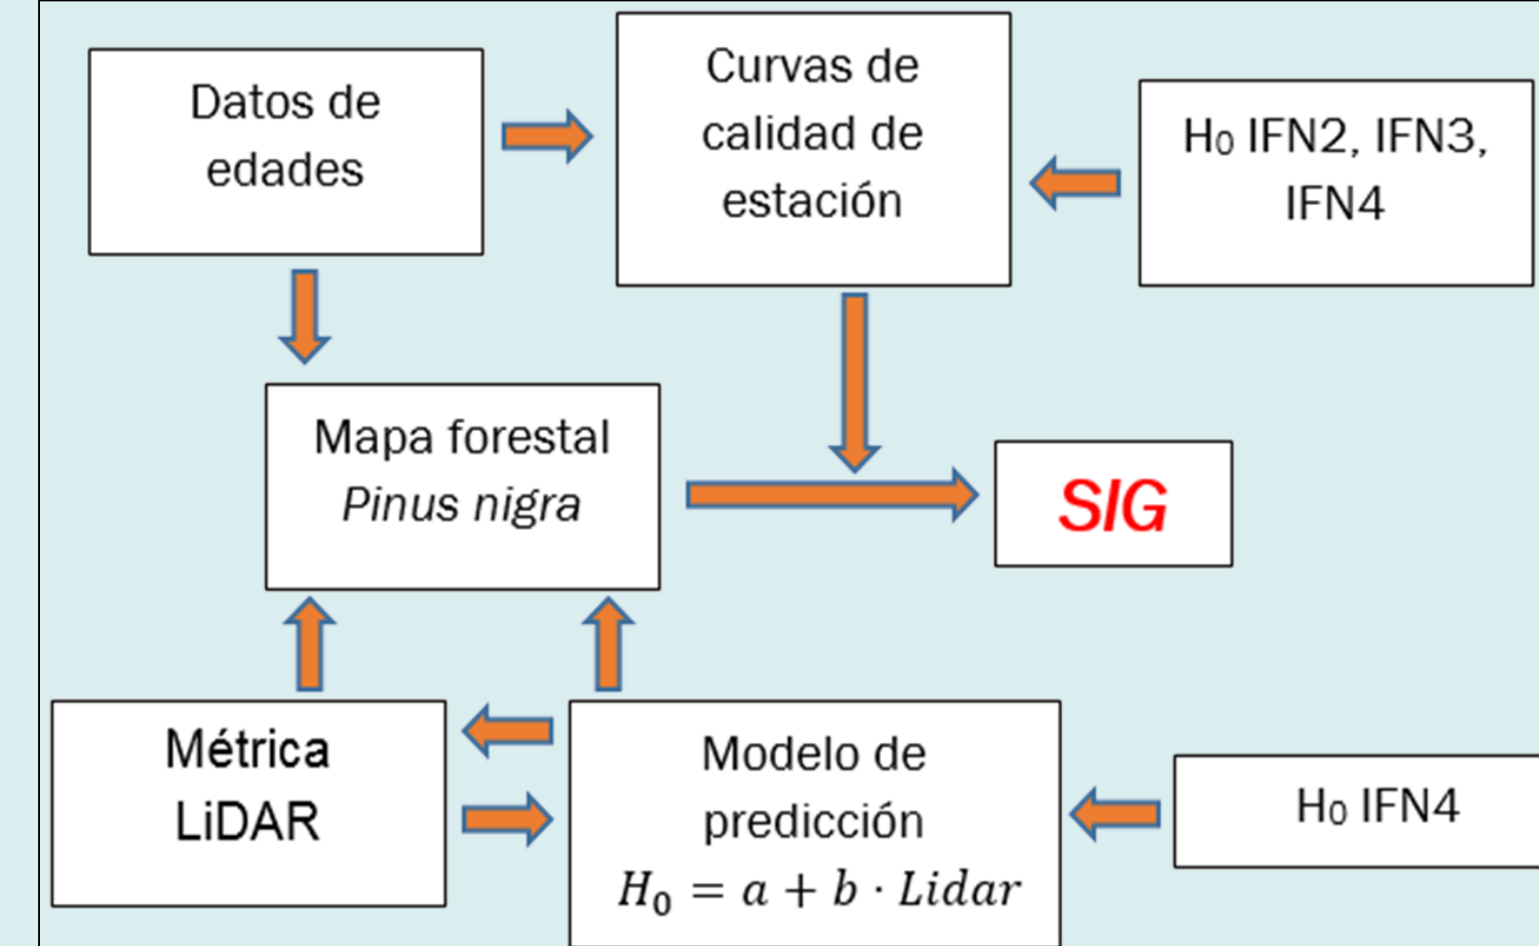 Datos de
edades
Curvas de
calidad de
estación
H₀ IFN2, IFN3,
IFN4
Mapa forestal
Pinus nigra
SIG
Métrica
LiDAR
Modelo de
predicción
H₀ = a + b · Lidar
H₀ IFN4